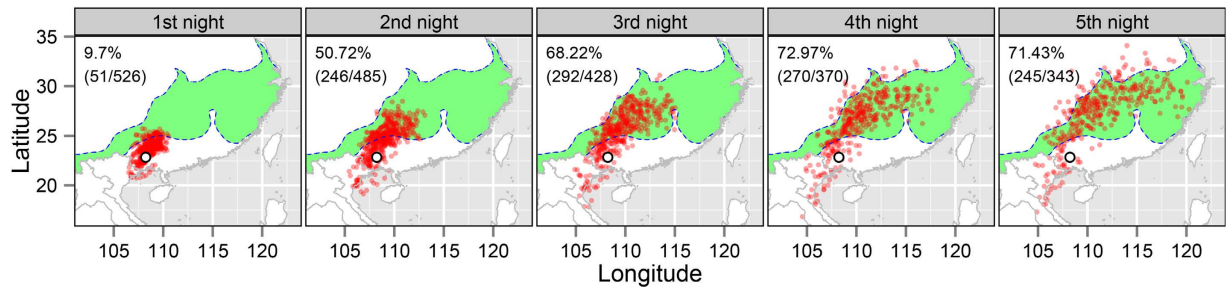 1st night 2nd night 3rd night 4th night 5th night
35 30 25 20
Latitude
9.7% 50.72% 68.22% 72.97% 71.43%
(51/526) (246/485) (292/428) (270/370) (245/343)
105 110 115 120 105 110 115 120 105 110 115 120 105 110 115 120 105 110 115 120
Longitude